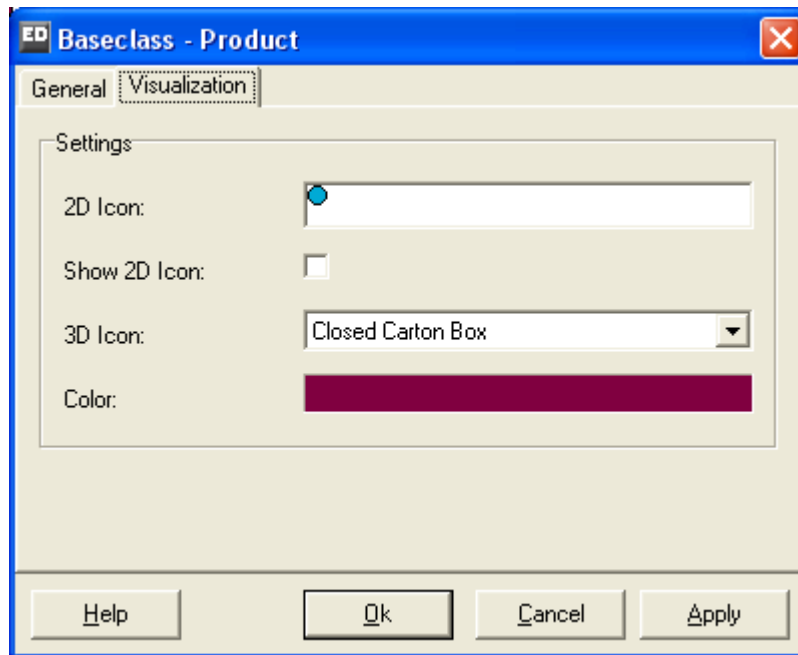 ED Baseclass - Product
General Visualization
Settings
2D Icon:
Show 2D Icon:
3D Icon: Closed Carton Box
Color:
Help Ok Cancel Apply